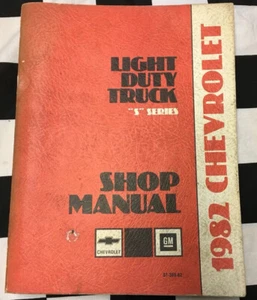 LIGHT
DUTY
TRUCK
"S" SERIES
SHOP
MANUAL
CHEVROLET
GM
1982 CHEVROLET